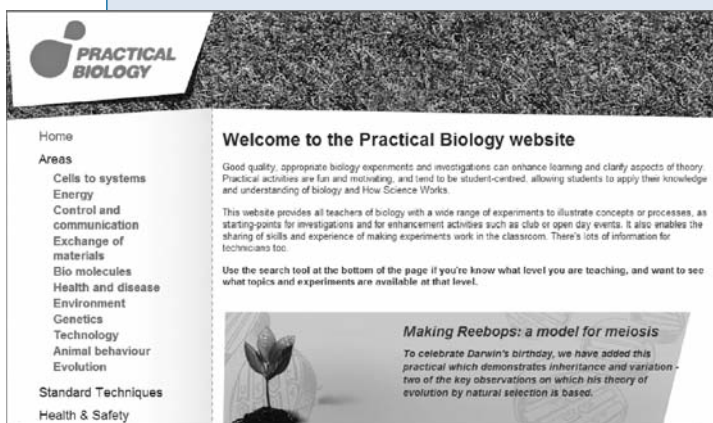 PRACTICAL
BIOLOGY
Home
Areas
Cells to systems
Energy
Control and
communication
Exchange of
materials
Bio molecules
Health and disease
Environment
Genetics
Technology
Animal behaviour
Evolution
Standard Techniques
Health & Safety
Welcome to the Practical Biology website
Good quality, appropriate biology experiments and investigations can enhance learning and clarify aspects of theory.
Practical activities are fun and motivating, and tend to be student-centred, allowing students to apply their knowledge
and understanding of biology and How Science Works.
This website provides all teachers of biology with a wide range of experiments to illustrate concepts or processes, as
starting-points for investigations and for enhancement activities such as club or open day events. It also enables the
sharing of skills and experience of making experiments work in the classroom. There's lots of information for
technicians too.
Use the search tool at the bottom of the page if you're know what level you are teaching, and want to see
what topics and experiments are available at that level.
Making Reebops: a model for meiosis
To celebrate Darwin's birthday, we have added this
practical which demonstrates inheritance and variation -
two of the key observations on which his theory of
evolution by natural selection is based.